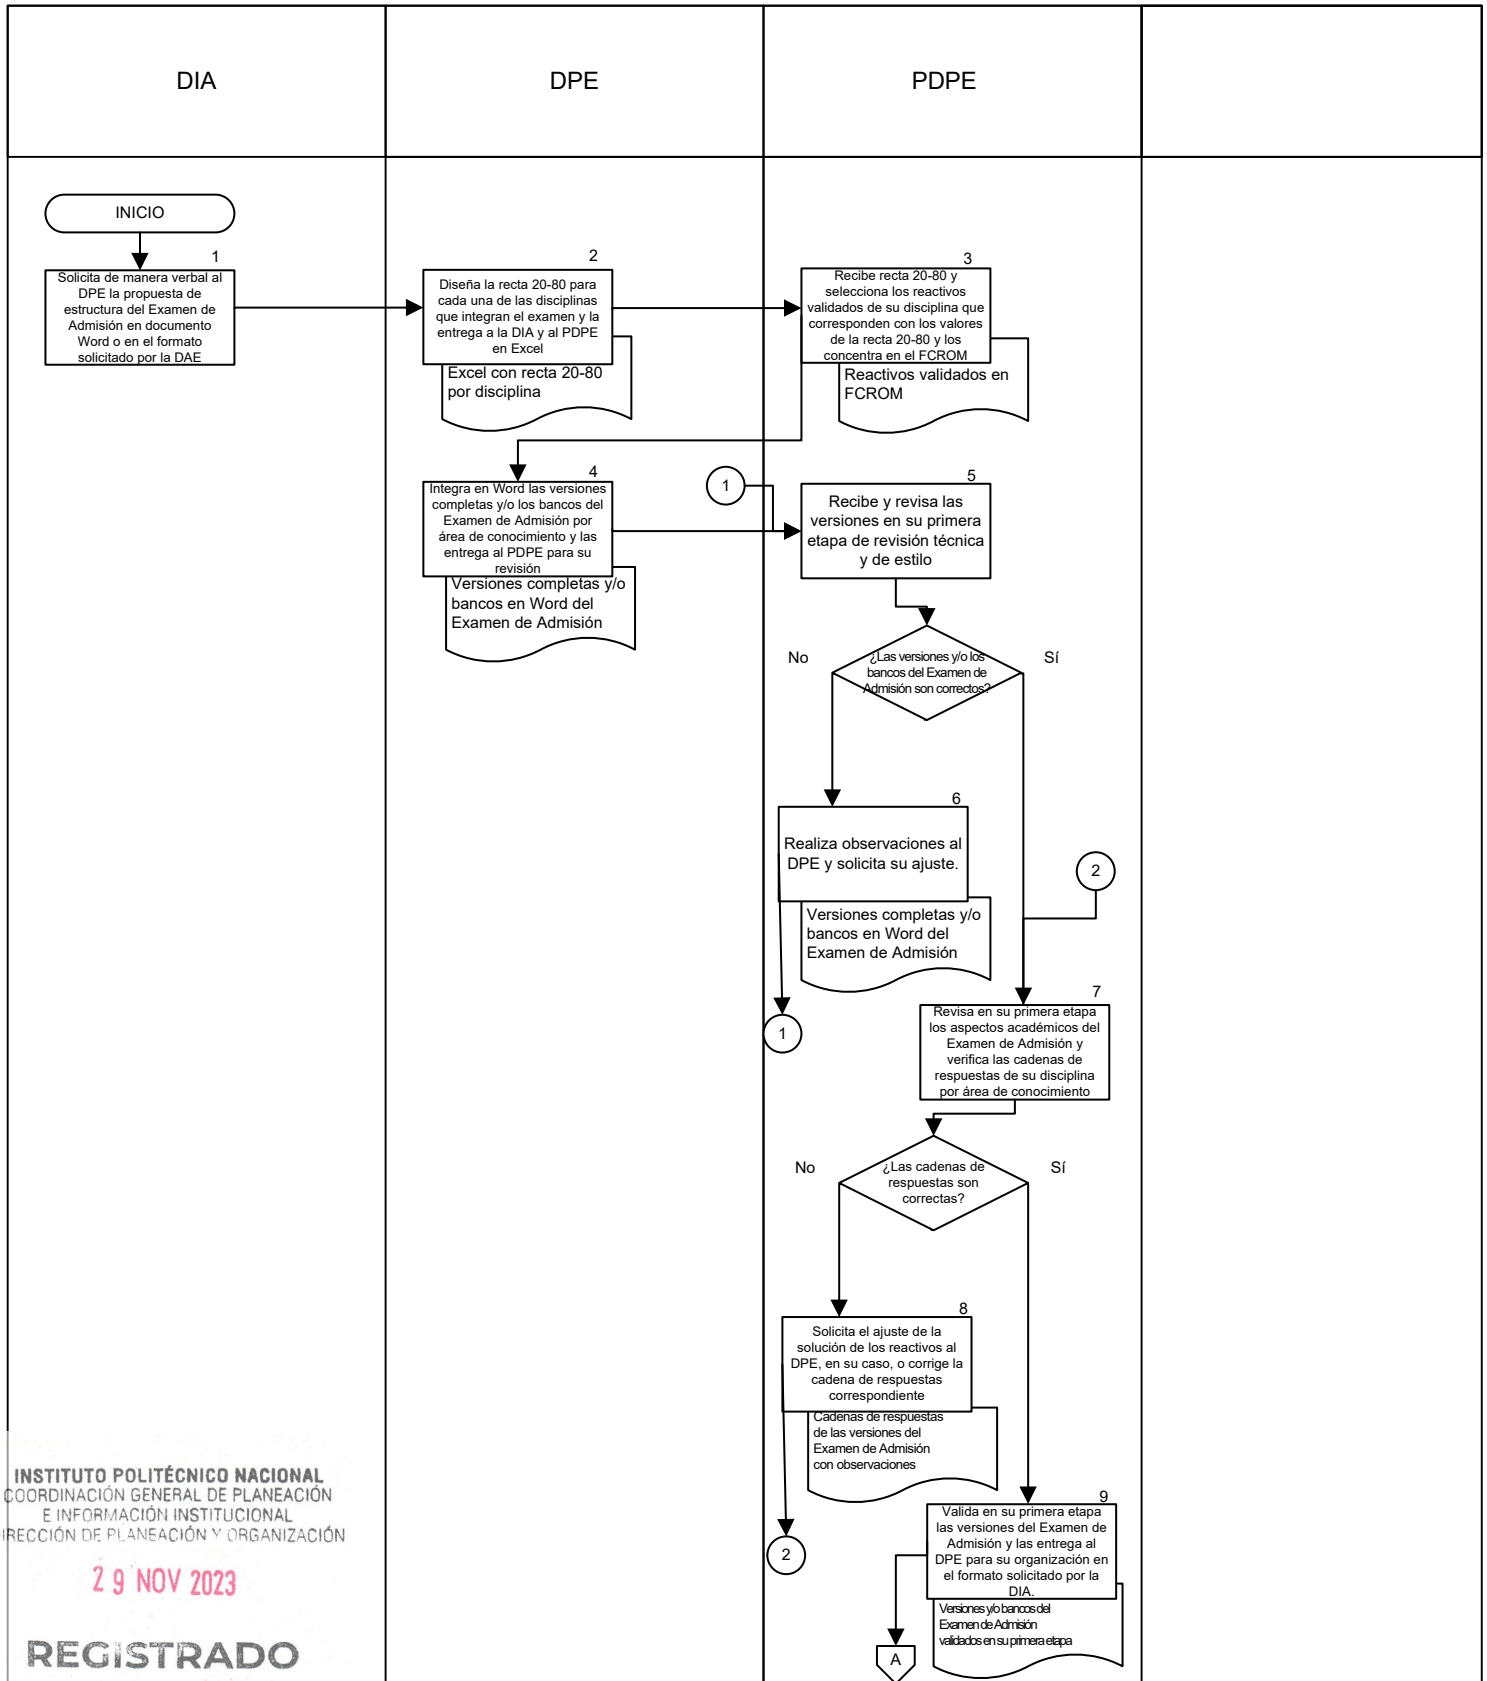 DIA
DPE
PDPE
INICIO
1
Solicita de manera verbal al
DPE la propuesta de
estructura del Examen de
Admisión en documento
Word o en el formato
solicitado por la DAE
2
Diseña la recta 20-80 para
cada una de las disciplinas
que integran el examen y la
entrega a la DIA y al PDPE
en Excel
Excel con recta 20-80
por disciplina
3
Recibe recta 20-80 y
selecciona los reactivos
validados de su disciplina que
corresponden con los valores
de la recta 20-80 y los
concentra en el FCROM
Reactivos validados en
FCROM
4
Integra en Word las versiones
completas y/o los bancos del
Examen de Admisión por
área de conocimiento y las
entrega al PDPE para su
revisión
Versiones completas y/o
bancos en Word del
Examen de Admisión
1
5
Recibe y revisa las
versiones en su primera
etapa de revisión técnica
y de estilo
No
¿Las versiones y/o los
bancos del Examen de
Admisión son correctos?
Sí
6
Realiza observaciones al
DPE y solicita su ajuste.
Versiones completas y/o
bancos en Word del
Examen de Admisión
2
1
7
Revisa en su primera etapa
los aspectos académicos del
Examen de Admisión y
verifica las cadenas de
respuestas de su disciplina
por área de conocimiento
No
¿Las cadenas de
respuestas son
correctas?
Sí
8
Solicita el ajuste de la
solución de los reactivos al
DPE, en su caso, o corrige la
cadena de respuestas
correspondiente
Cadenas de respuestas
de las versiones del
Examen de Admisión
con observaciones
2
9
Valida en su primera etapa
las versiones del Examen de
Admisión y las entrega al
DPE para su organización en
el formato solicitado por la
DIA.
Versiones y/o bancos del
Examen de Admisión
validados en su primera etapa
A
INSTITUTO POLITÉCNICO NACIONAL
COORDINACIÓN GENERAL DE PLANEACIÓN
E INFORMACIÓN INSTITUCIONAL
IRECCIÓN DE PLANEACIÓN Y ORGANIZACIÓN
29 NOV 2023
REGISTRADO